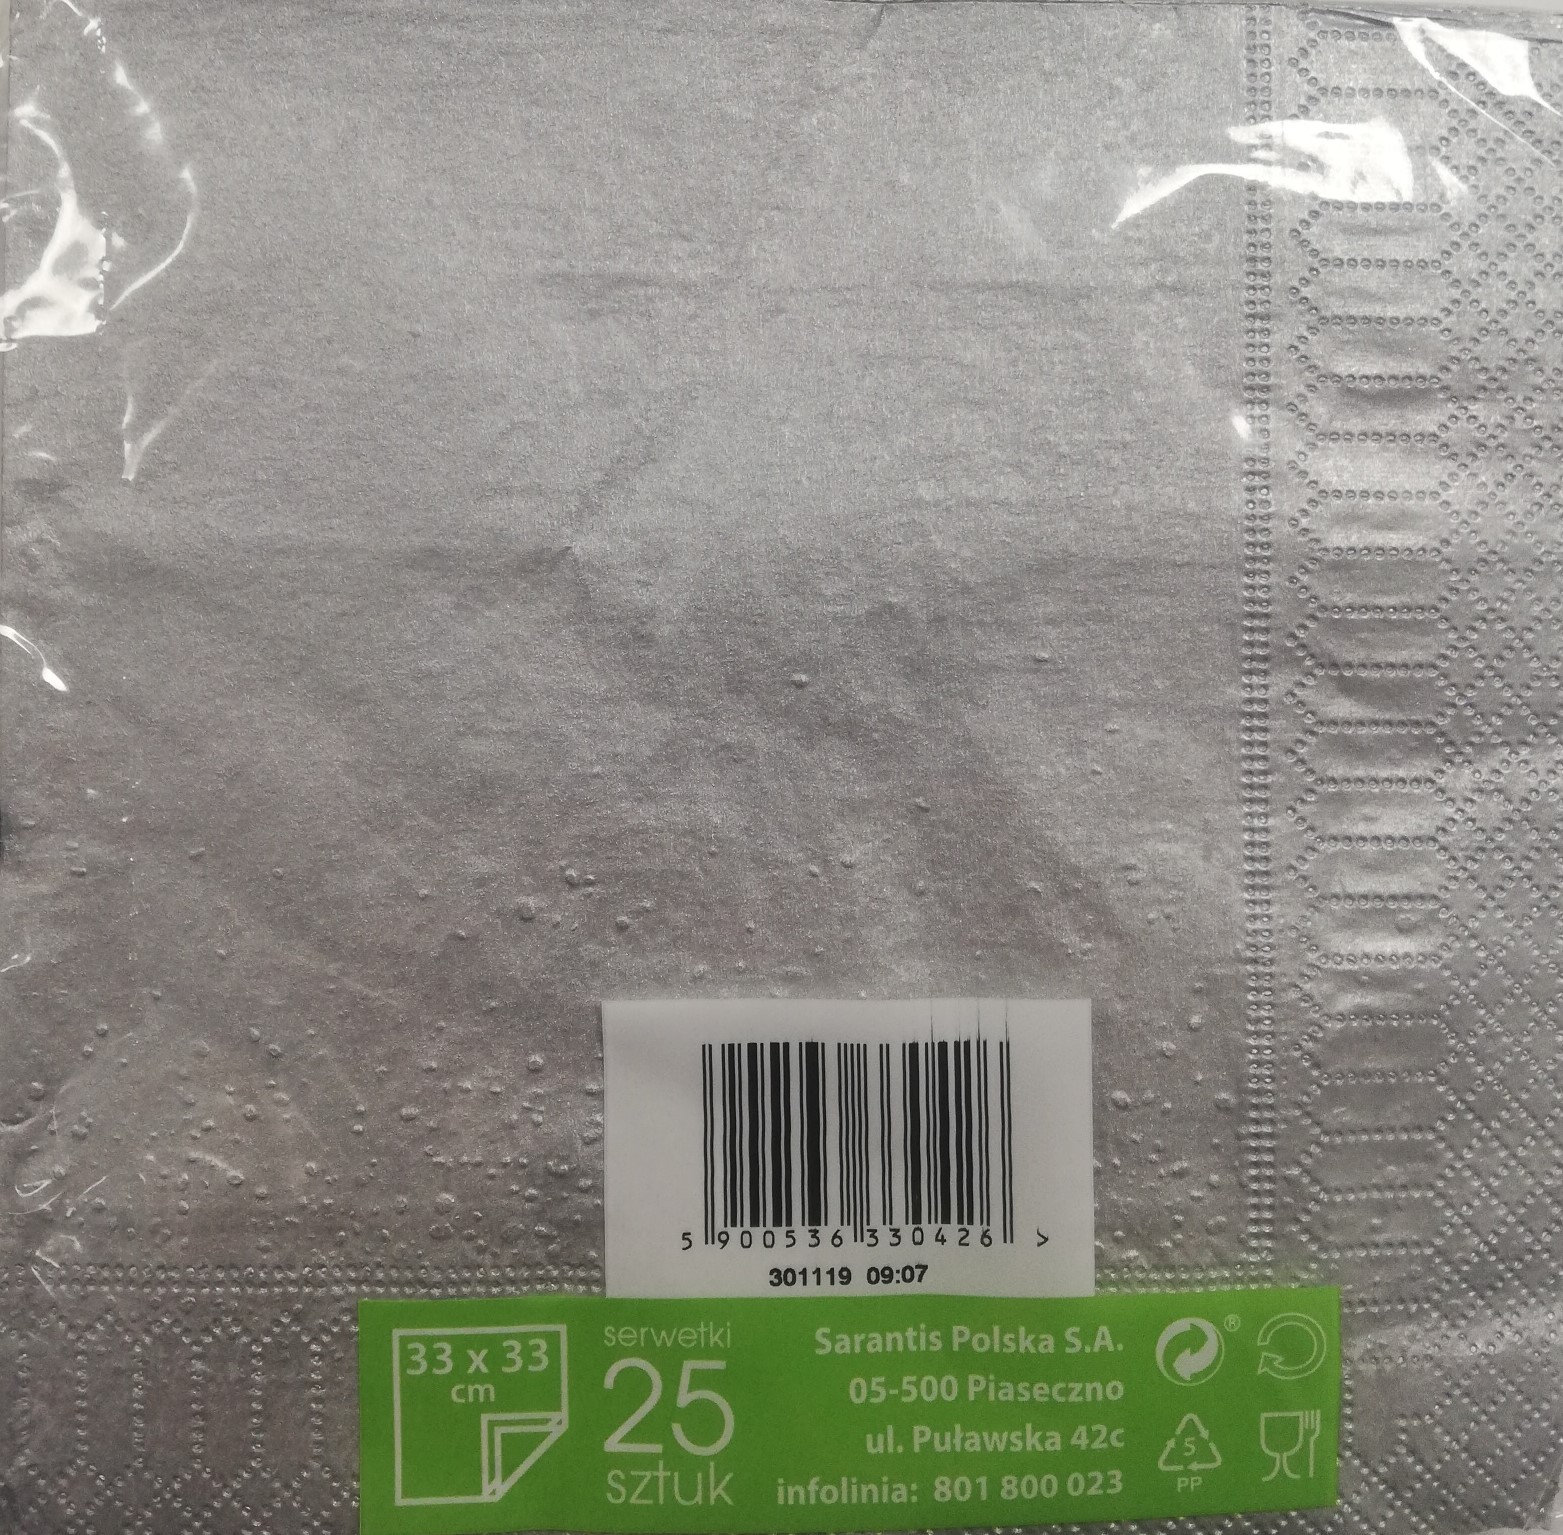 5 900536 330426 >
301119 09:07
33 x 33
cm
serwetki
25
sztuk
Sarantis Polska S.A.
05-500 Piaseczno
ul. Puławska 42c
infolinia: 801 800 023
®
5
PP